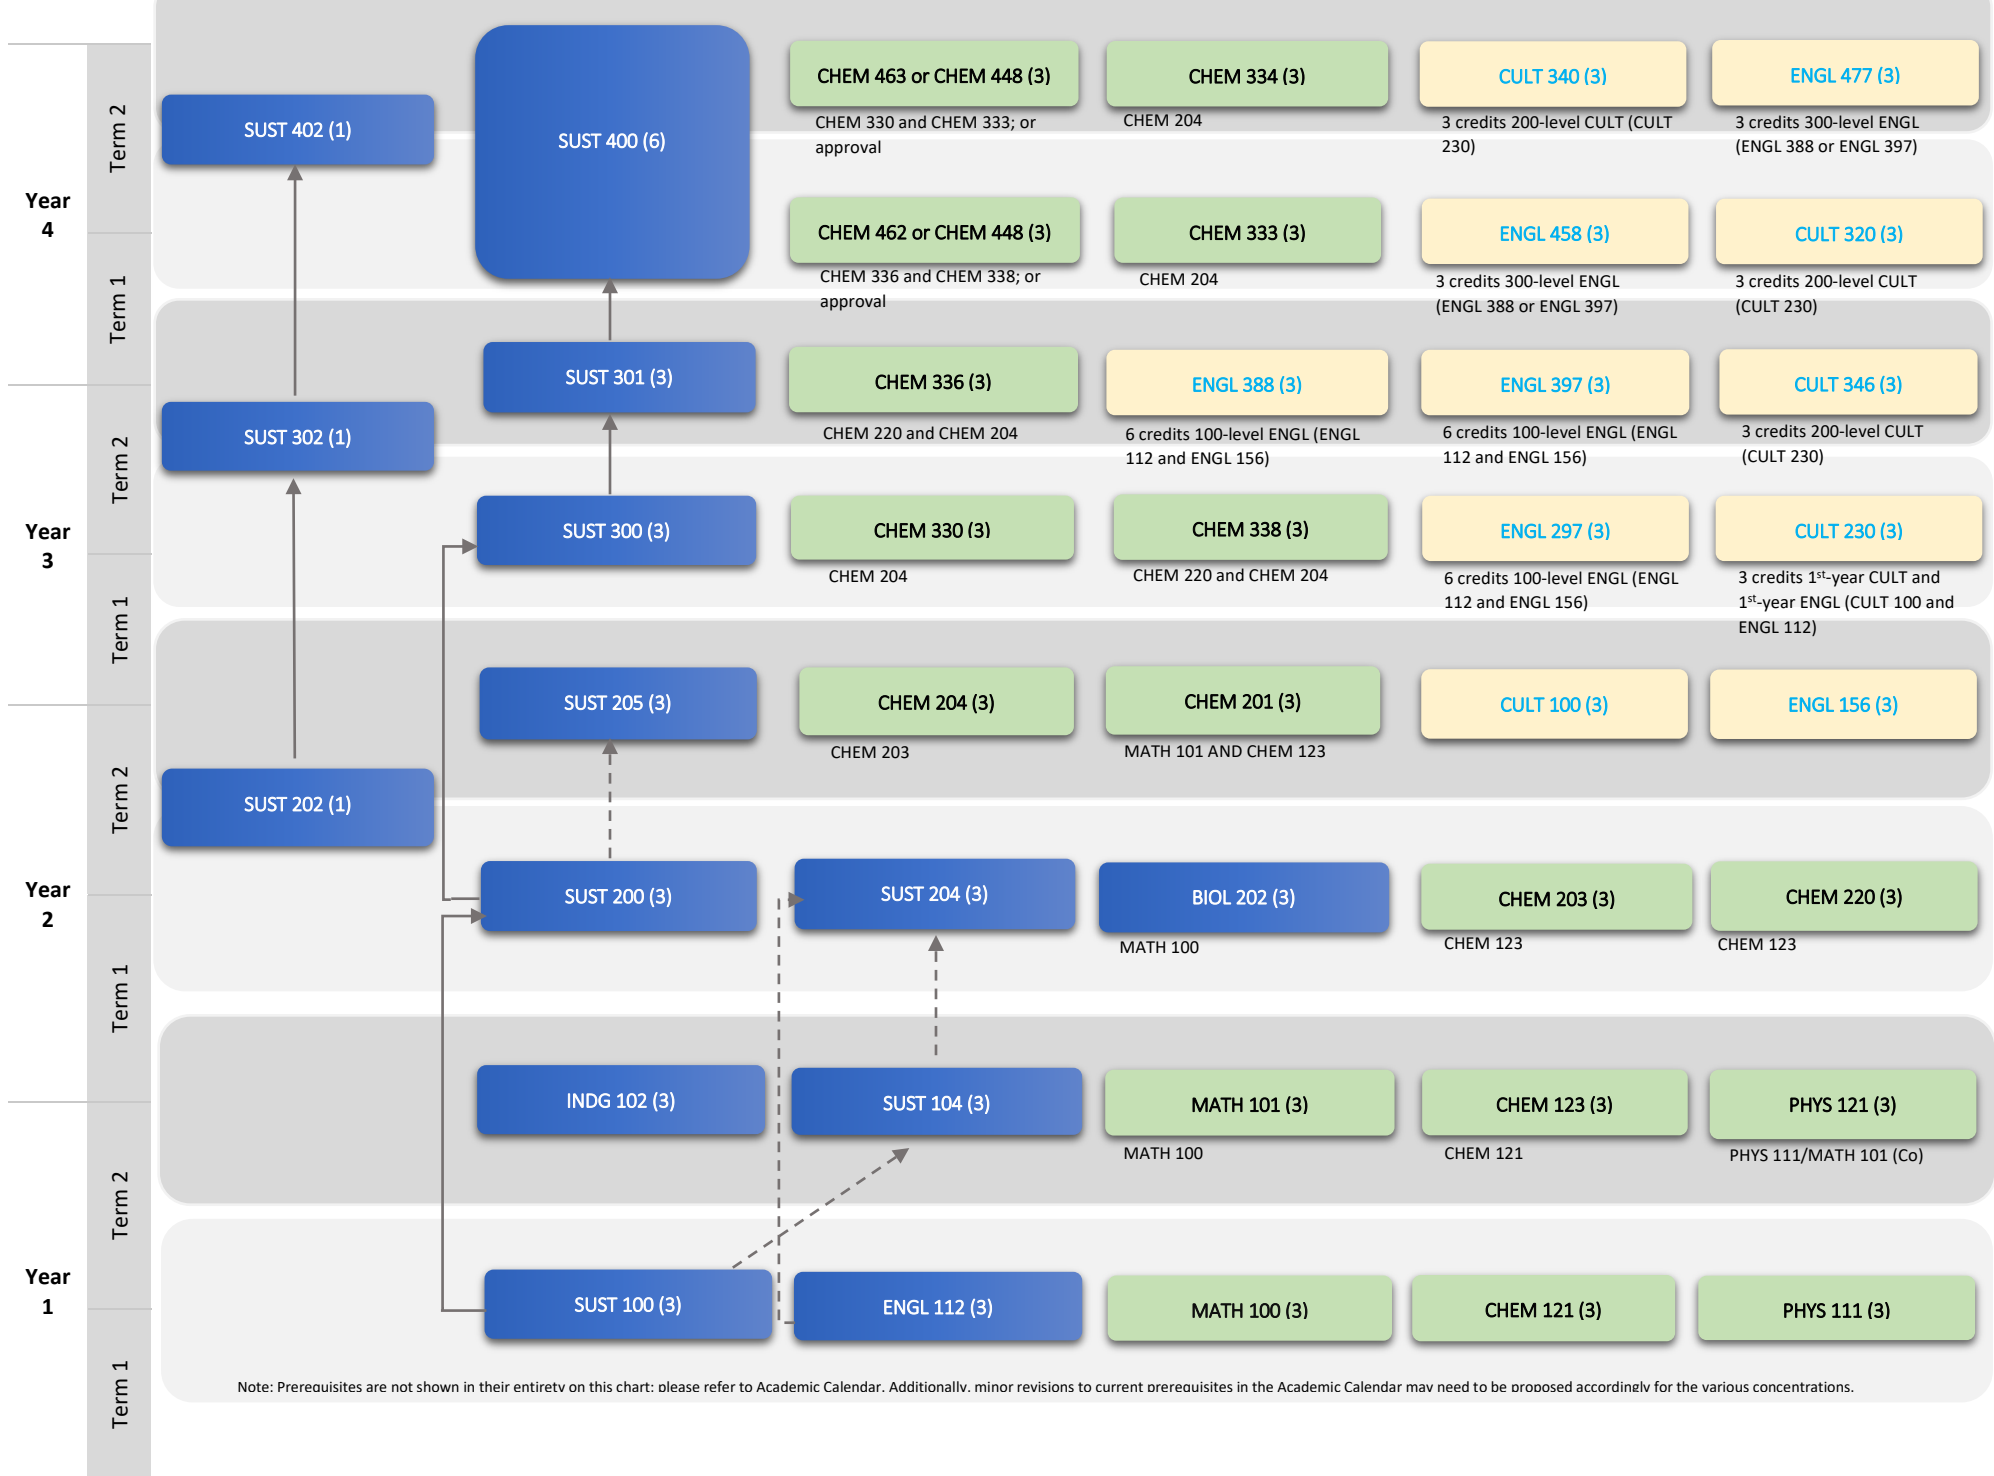 Year
4
Term 2
Term 1
SUST 402 (1)
SUST 400 (6)
CHEM 463 or CHEM 448 (3)
CHEM 330 and CHEM 333; or
approval
CHEM 334 (3)
CHEM 204
CULT 340 (3)
3 credits 200-level CULT (CULT
230)
ENGL 477 (3)
3 credits 300-level ENGL
(ENGL 388 or ENGL 397)
CHEM 462 or CHEM 448 (3)
CHEM 336 and CHEM 338; or
approval
CHEM 333 (3)
CHEM 204
ENGL 458 (3)
3 credits 300-level ENGL
(ENGL 388 or ENGL 397)
CULT 320 (3)
3 credits 200-level CULT
(CULT 230)
Year
3
Term 2
Term 1
SUST 302 (1)
SUST 301 (3)
CHEM 336 (3)
CHEM 220 and CHEM 204
ENGL 388 (3)
6 credits 100-level ENGL (ENGL
112 and ENGL 156)
ENGL 397 (3)
6 credits 100-level ENGL (ENGL
112 and ENGL 156)
CULT 346 (3)
3 credits 200-level CULT
(CULT 230)
SUST 300 (3)
CHEM 330 (3)
CHEM 204
CHEM 338 (3)
CHEM 220 and CHEM 204
ENGL 297 (3)
6 credits 100-level ENGL (ENGL
112 and ENGL 156)
CULT 230 (3)
3 credits 1st-year CULT and
1st-year ENGL (CULT 100 and
ENGL 112)
Year
2
Term 2
Term 1
SUST 202 (1)
SUST 205 (3)
CHEM 204 (3)
CHEM 203
CHEM 201 (3)
MATH 101 AND CHEM 123
CULT 100 (3)
ENGL 156 (3)
SUST 200 (3)
SUST 204 (3)
BIOL 202 (3)
MATH 100
CHEM 203 (3)
CHEM 123
CHEM 220 (3)
CHEM 123
Year
1
Term 2
Term 1
INDG 102 (3)
SUST 104 (3)
MATH 101 (3)
MATH 100
CHEM 123 (3)
CHEM 121
PHYS 121 (3)
PHYS 111/MATH 101 (Co)
SUST 100 (3)
ENGL 112 (3)
MATH 100 (3)
CHEM 121 (3)
PHYS 111 (3)
Note: Prerequisites are not shown in their entirety on this chart; please refer to Academic Calendar. Additionally, minor revisions to current prerequisites in the Academic Calendar may need to be proposed accordingly for the various concentrations.